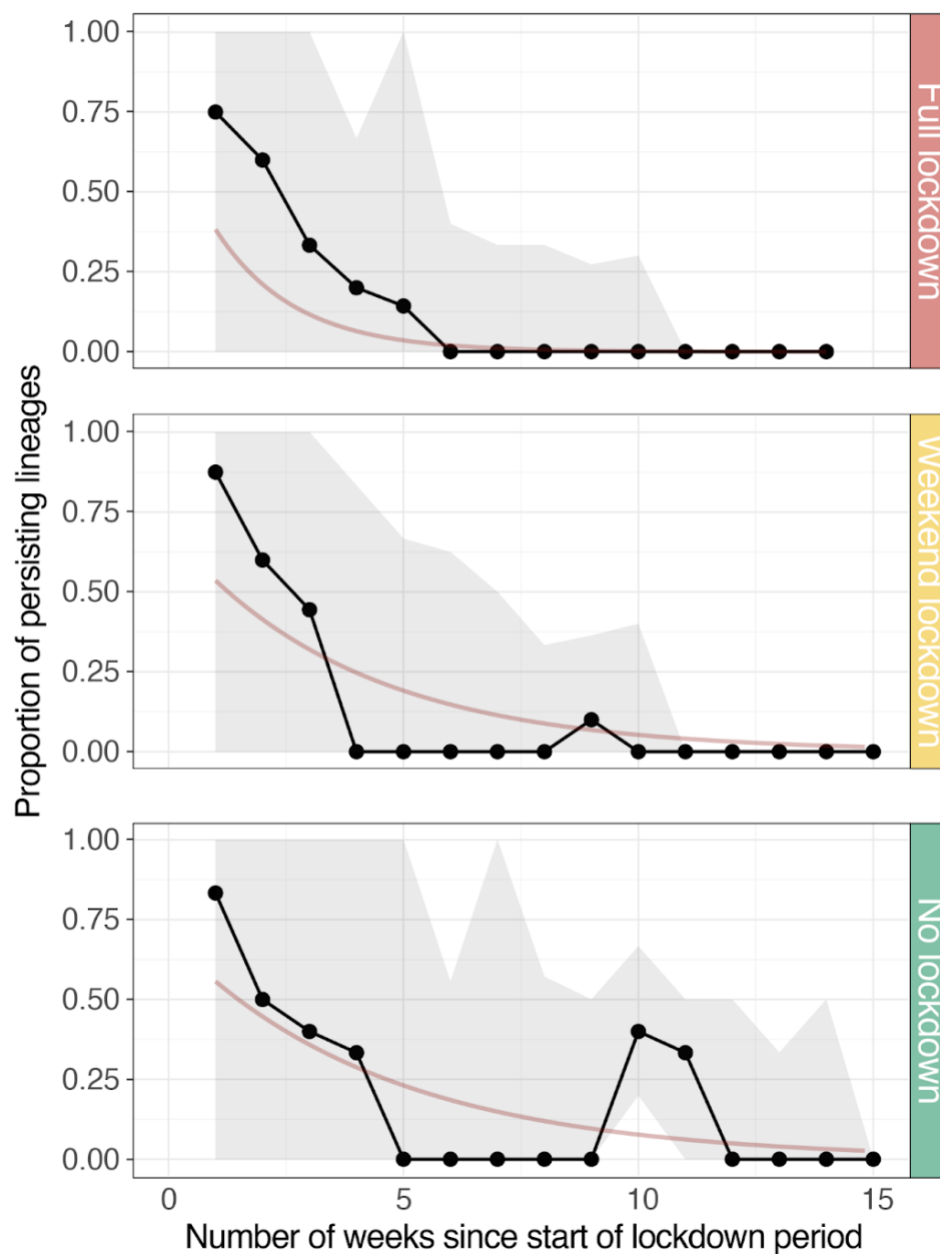 Proportion of persisting lineages
1.00
0.75
0.50
0.25
0.00
Full lockdown
1.00
0.75
0.50
0.25
0.00
Weekend lockdown
1.00
0.75
0.50
0.25
0.00
No lockdown
0 5 10 15
Number of weeks since start of lockdown period